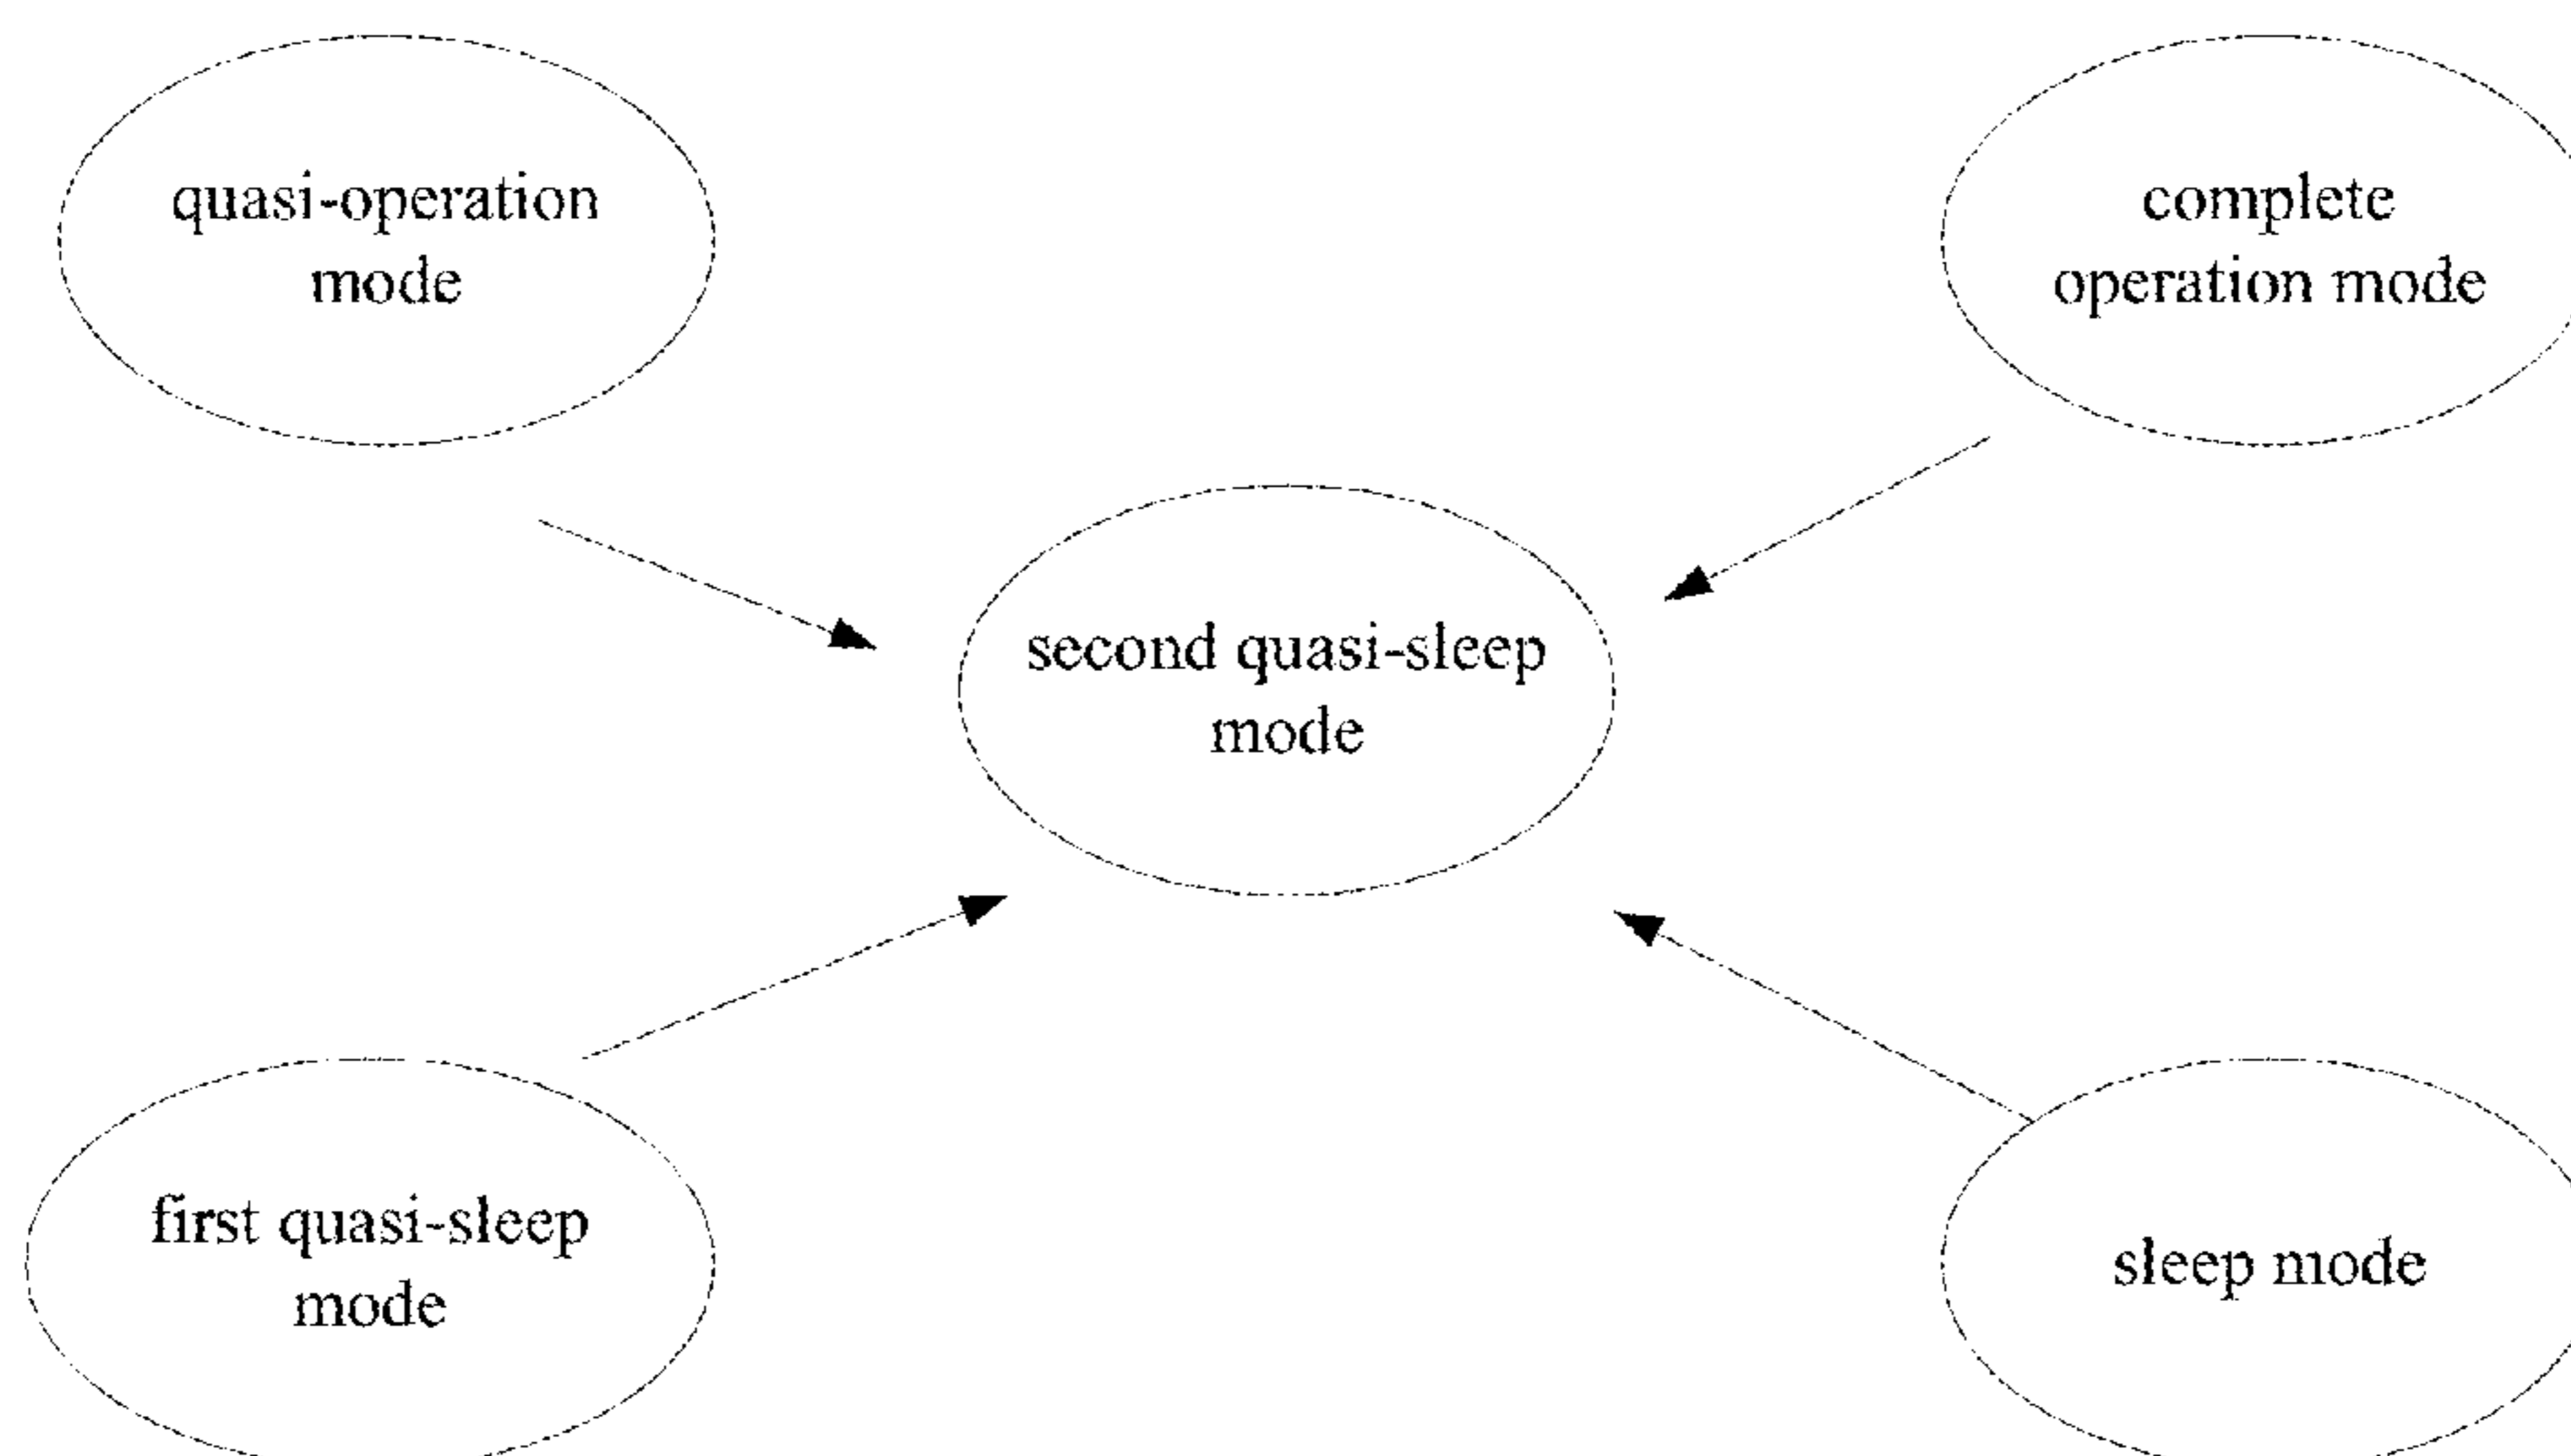 quasi-operation
mode
complete
operation mode
second quasi-sleep
mode
first quasi-sleep
mode
sleep mode